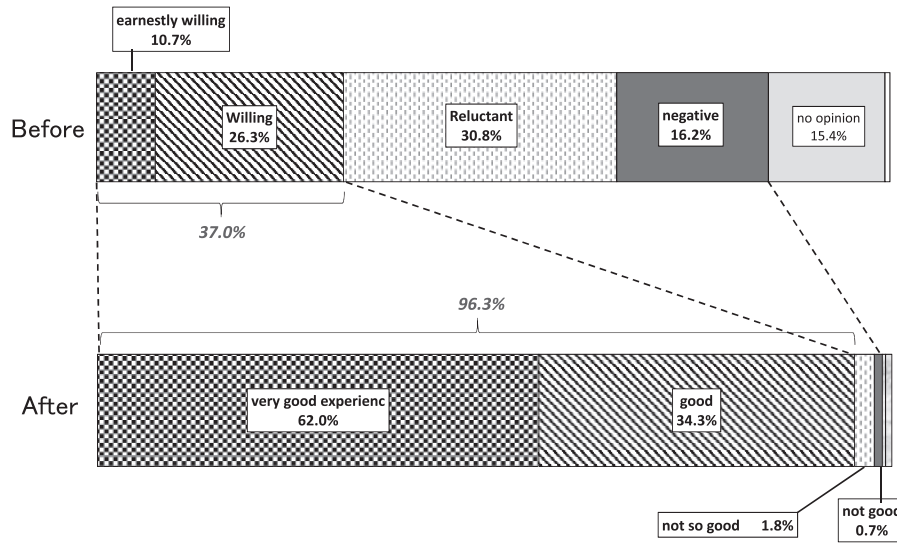 earnestly willing
10.7%
Before
Willing
26.3%
Reluctant
30.8%
negative
16.2%
no opinion
15.4%
37.0%
96.3%
After
very good experienc
62.0%
good
34.3%
not so good 1.8%
not good
0.7%